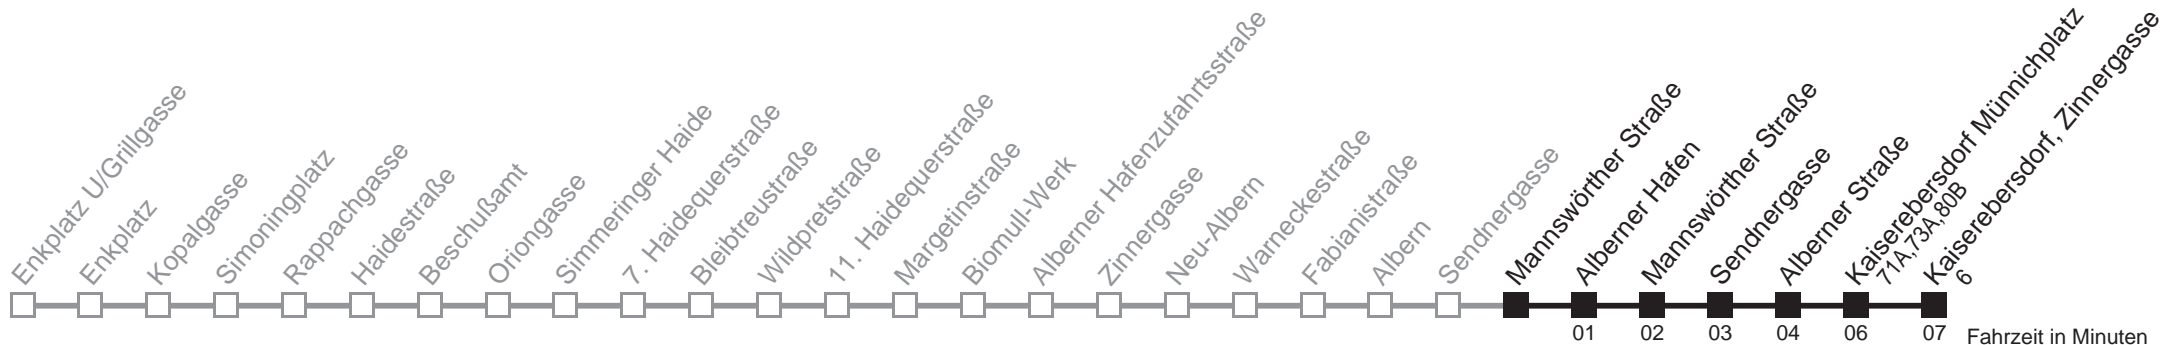 Enkplatz U/Grillgasse
Enkplatz
Kopalgasse
Simoningplatz
Rappachgasse
Haidestraße
Beschußamt
Oriongasse
Simmeringer Haide
7. Haidequerstraße
Bleibtreustraße
Wildpretstraße
11. Haidequerstraße
Margetinstraße
Biomull-Werk
Alberner Hafenzufahrtsstraße
Zinnergasse
Neu-Albern
Warneckestraße
Fabianistraße
Albern
Sendnergasse
Mannswörther Straße
Alberner Hafen
Mannswörther Straße
Sendnergasse
Alberner Straße
Kaiserebersdorf Münnichplatz
71A,73A,80B
Kaiserebersdorf, Zinnergasse
6
01 02 03 04 06 07 Fahrzeit in Minuten